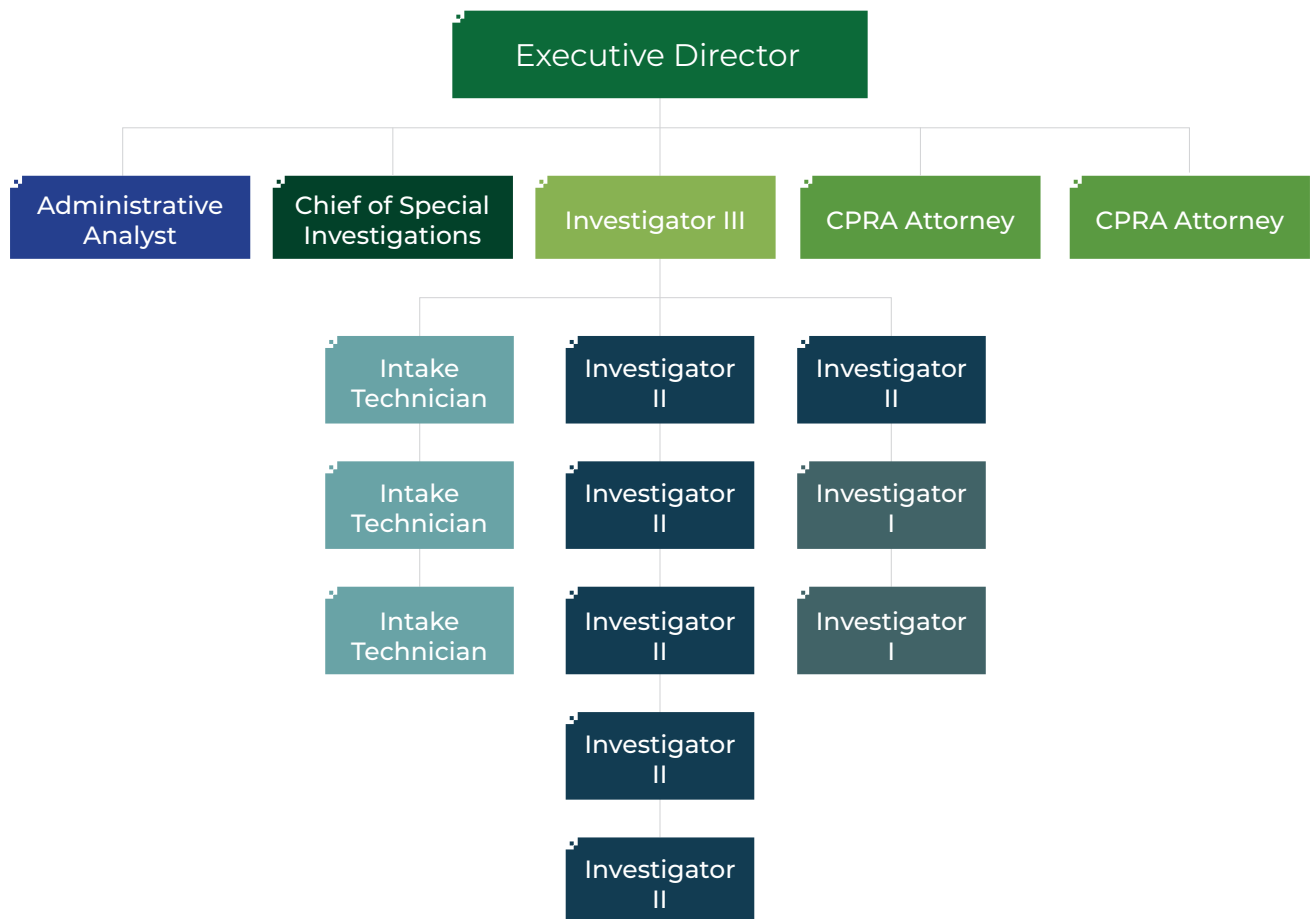 Executive Director
Administrative
Analyst
Chief of Special
Investigations
Investigator III
CPRA Attorney
CPRA Attorney
Intake
Technician
Investigator
II
Investigator
II
Intake
Technician
Investigator
II
Investigator
I
Intake
Technician
Investigator
II
Investigator
I
Investigator
II
Investigator
II